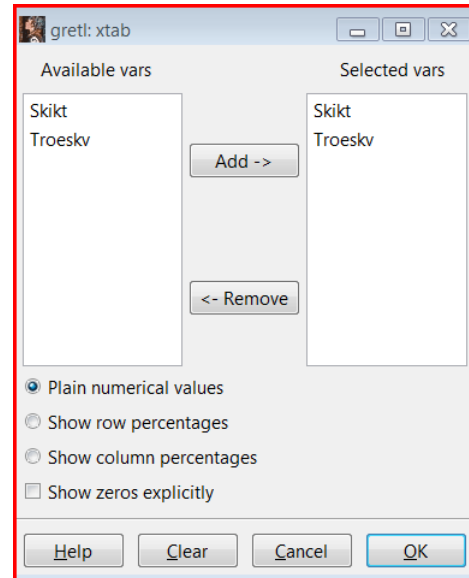 gretl: xtab
Available vars
Selected vars
Skikt
Troeskv
Add ->
<- Remove
Skikt
Troeskv
Plain numerical values
Show row percentages
Show column percentages
Show zeros explicitly
Help
Clear
Cancel
OK